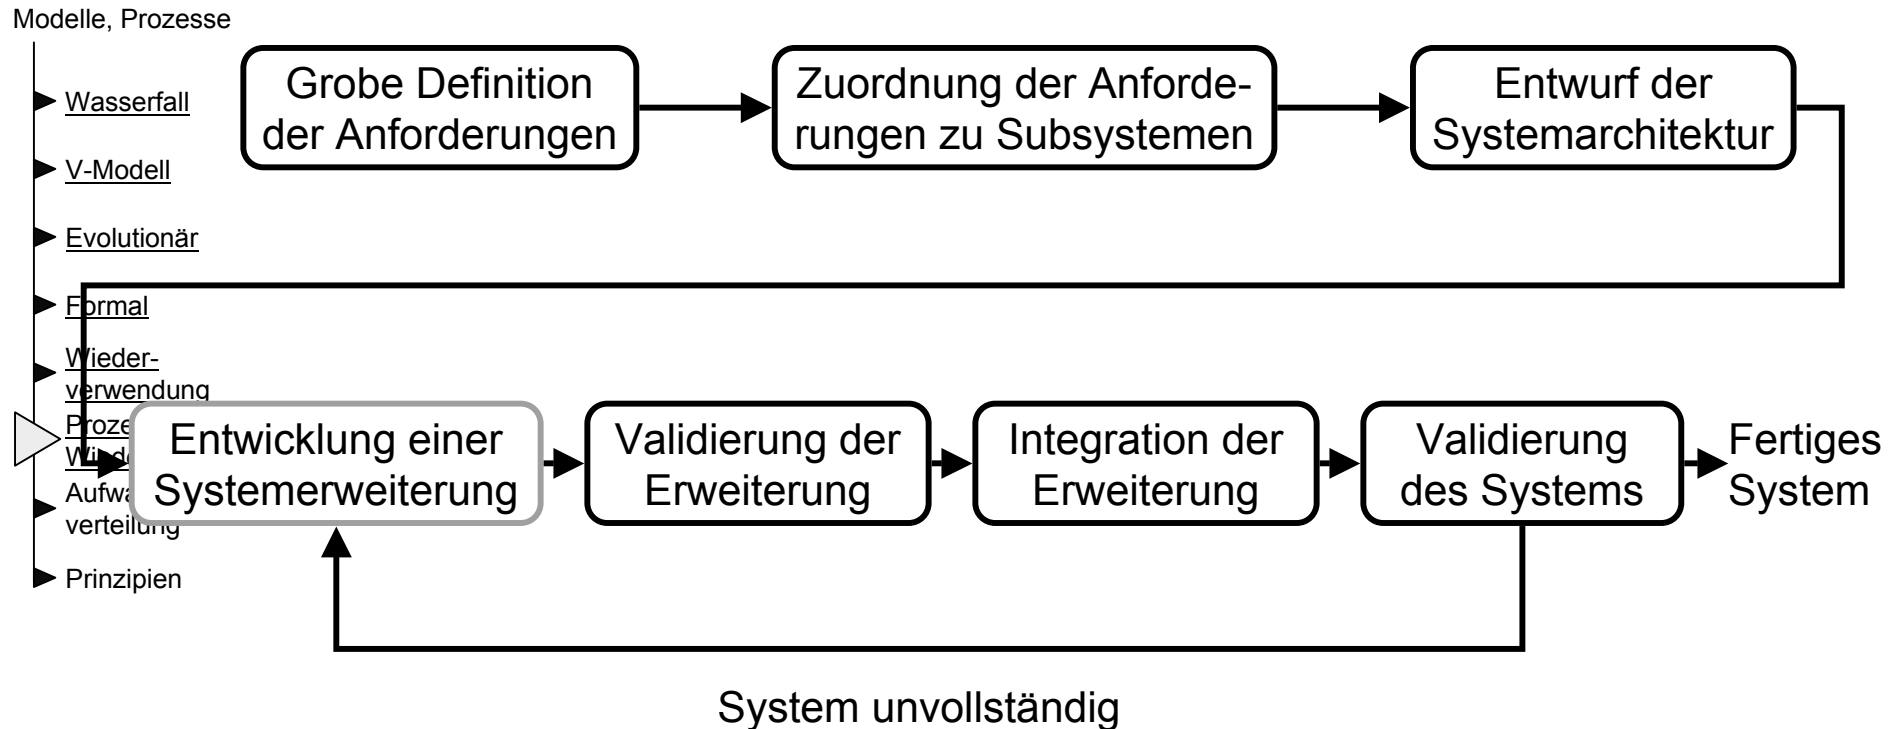 Modelle, Prozesse
Wasserfall
V-Modell
Evolutionär
Formal
Wieder-
verwendung
verteilung
Prinzipien
Grobe Definition
der Anforderungen
Zuordnung der Anforde-
rungen zu Subsystemen
Entwurf der
Systemarchitektur
Entwicklung einer
Systemerweiterung
Validierung der
Erweiterung
Integration der
Erweiterung
Validierung
des Systems
Fertiges
System
System unvollständig